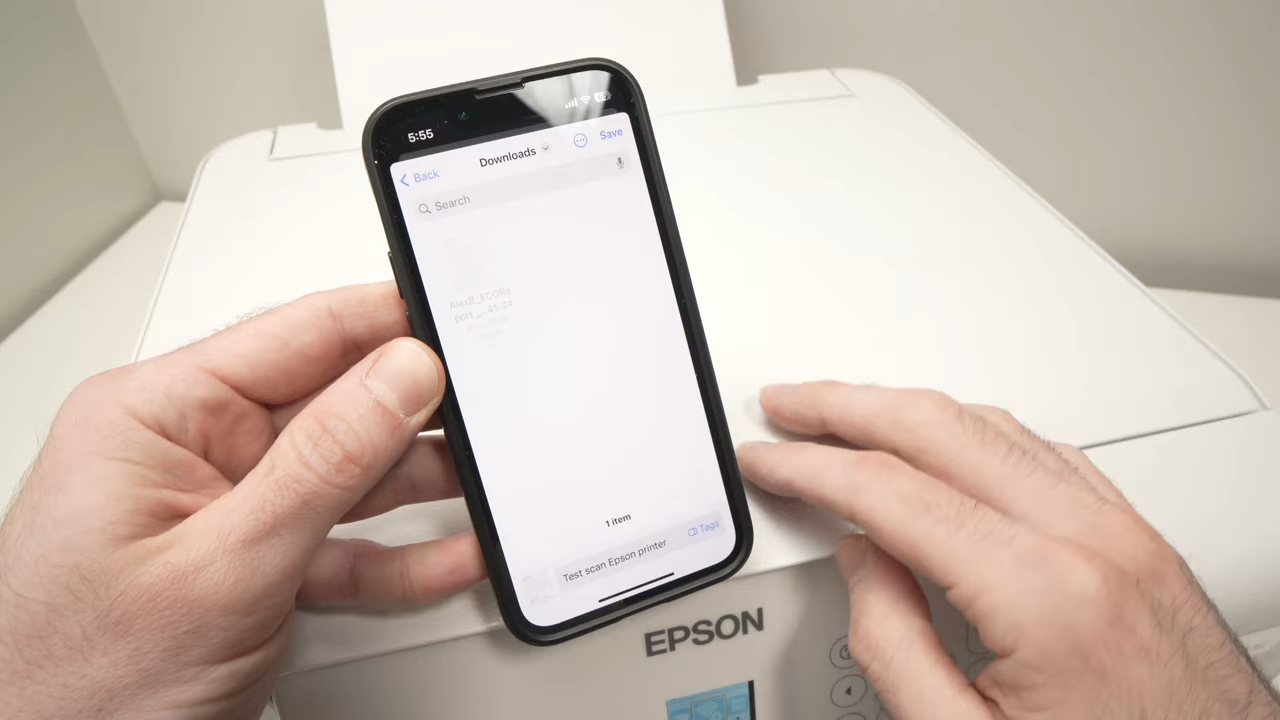 5:55
Back
Downloads
Save
Search
AlexB_ECORe
port ... 41-24
1 item
Test scan Epson printer
Tags
EPSON